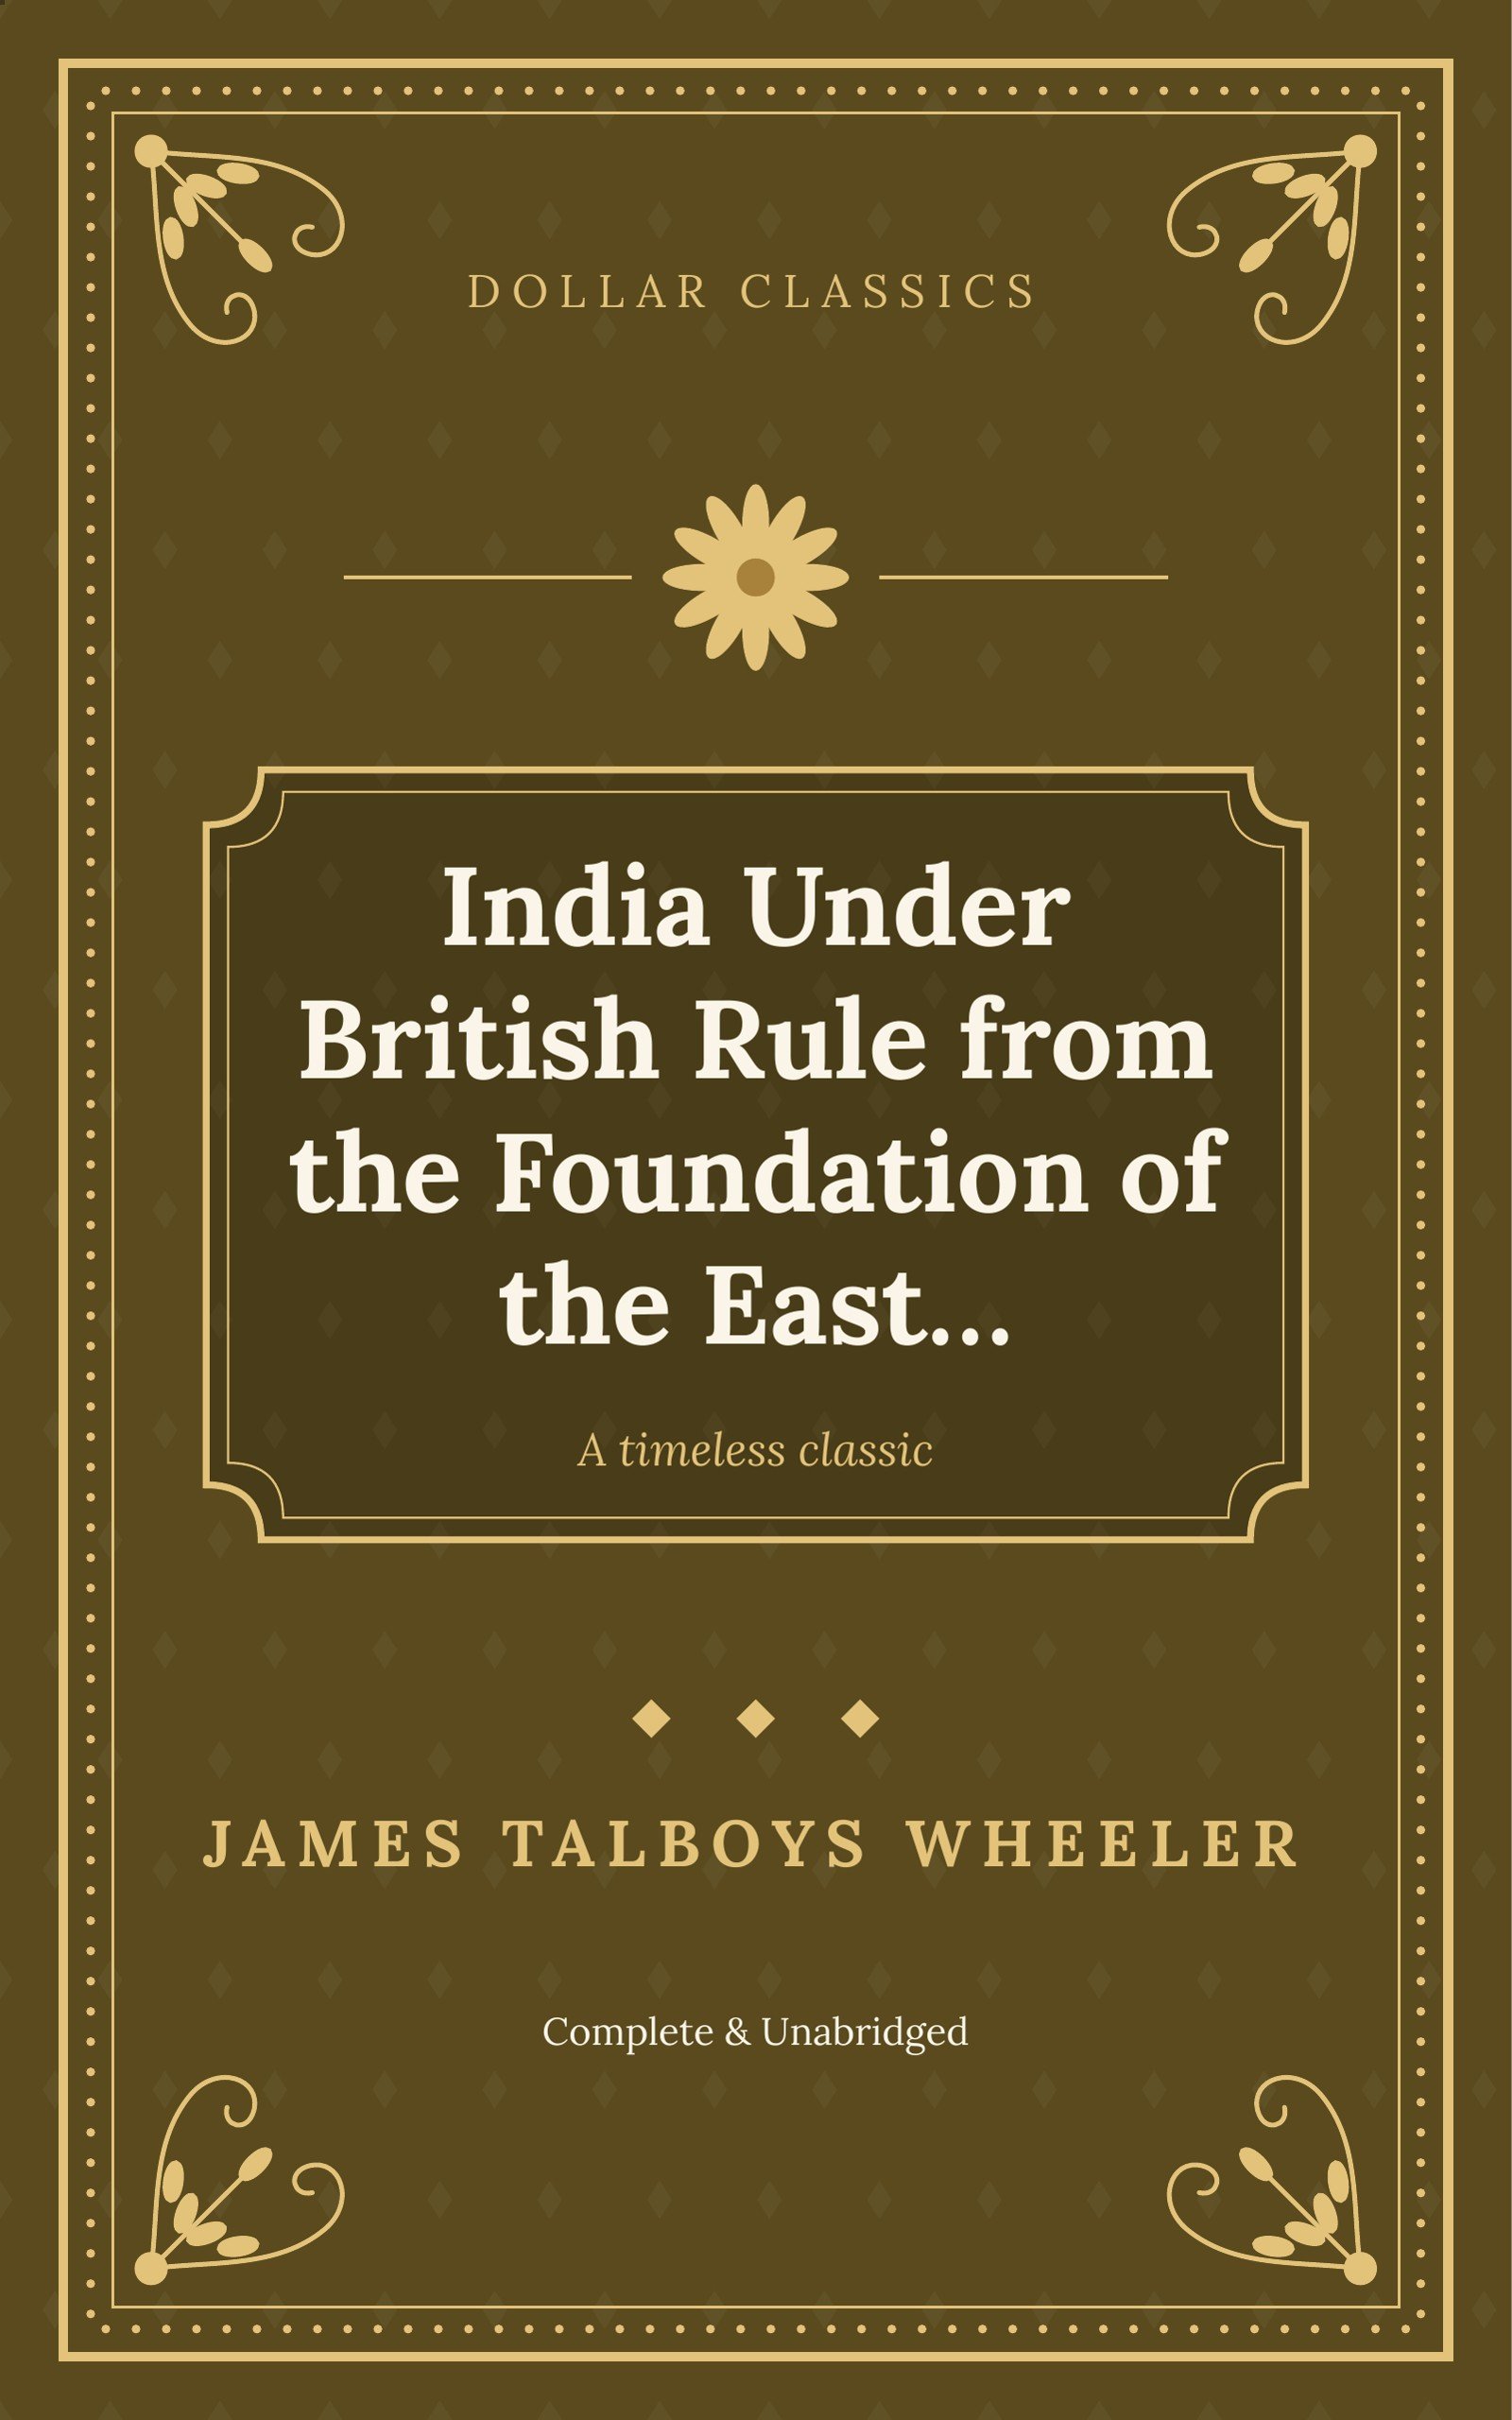 DOLLAR CLASSICS
India Under
British Rule from
the Foundation of
the East...
A timeless classic
JAMES TALBOYS WHEELER
Complete & Unabridged